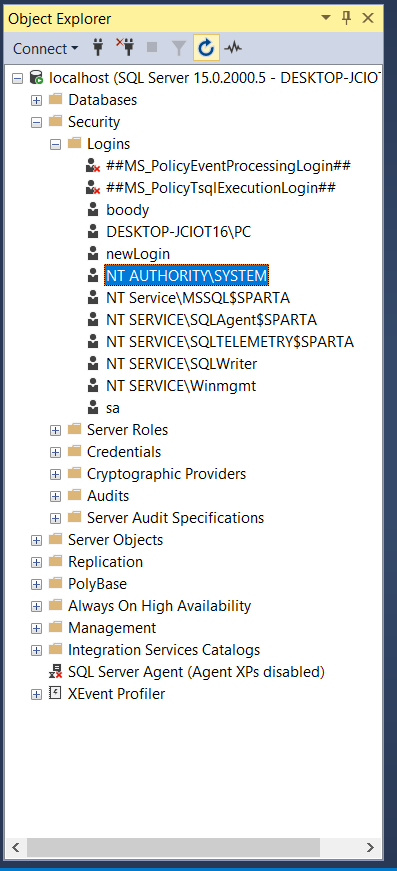 Object Explorer
Connect
localhost (SQL Server 15.0.2000.5 - DESKTOP-JCIOT
Databases
Security
Logins
##MS_PolicyEventProcessingLogin##
##MS_PolicyTsqlExecutionLogin##
boody
DESKTOP-JCIOT16\PC
newLogin
NT AUTHORITY\SYSTEM
NT Service\MSSQL$SPARTA
NT SERVICE\SQLAgent$SPARTA
NT SERVICE\SQLTELEMETRY$SPARTA
NT SERVICE\SQLWriter
NT SERVICE\Winmgmt
sa
Server Roles
Credentials
Cryptographic Providers
Audits
Server Audit Specifications
Server Objects
Replication
PolyBase
Always On High Availability
Management
Integration Services Catalogs
SQL Server Agent (Agent XPs disabled)
XEvent Profiler